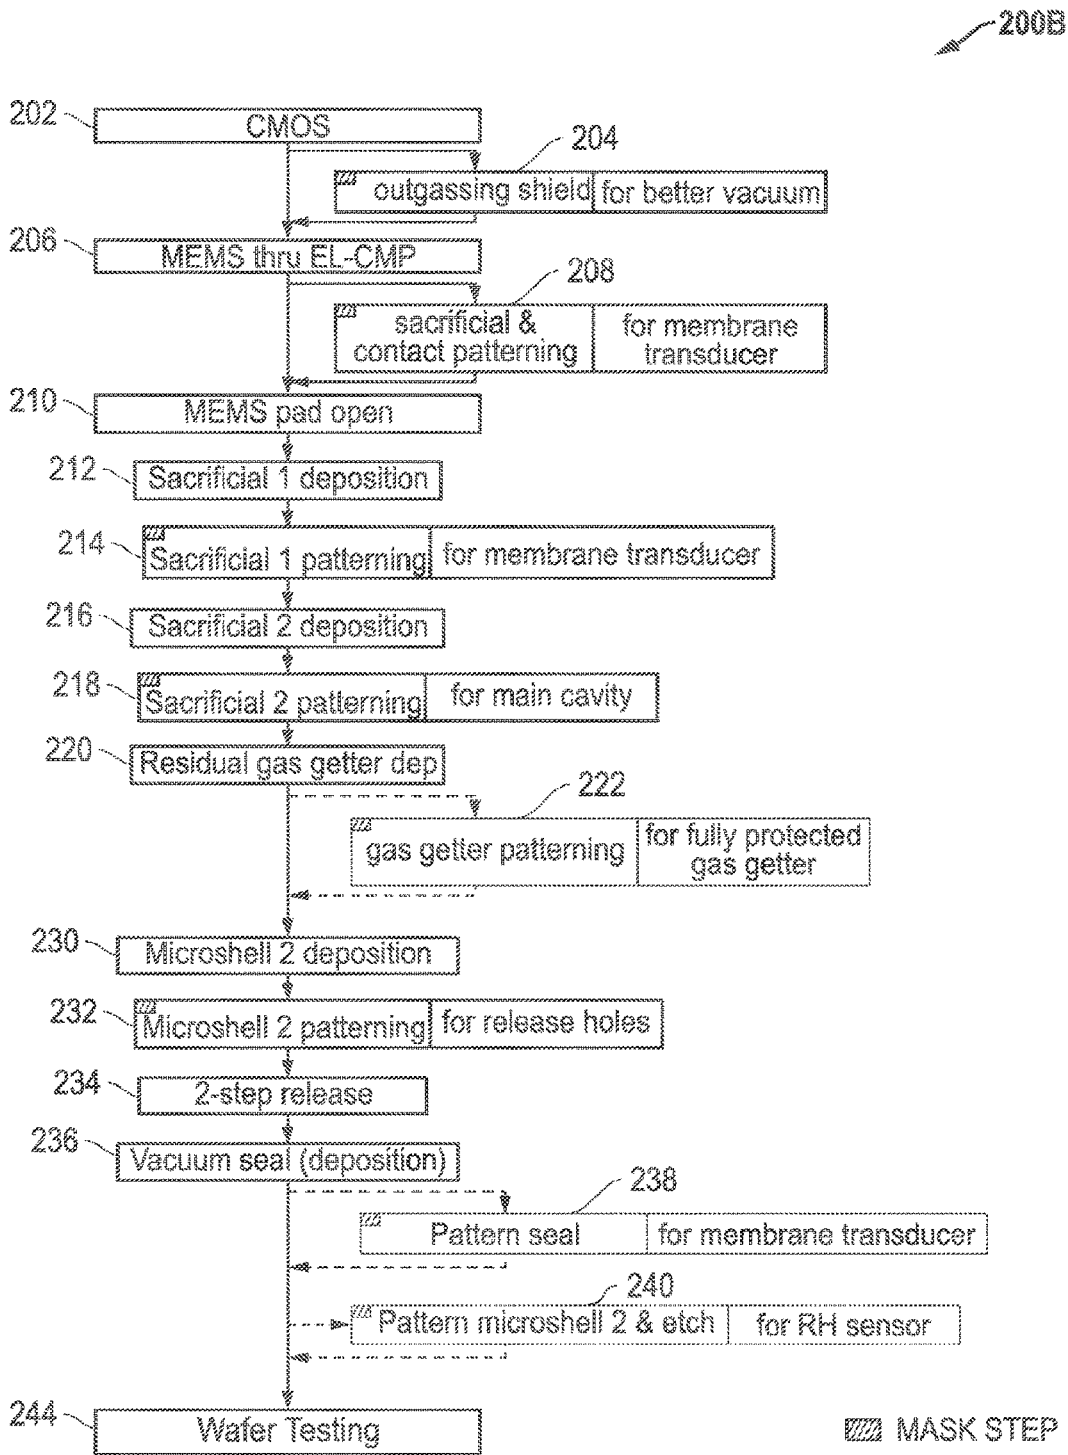 200B
202
CMOS
204
outgassing shield
for better vacuum
206
MEMS thru EL-CMP
208
sacrificial &
contact patterning
for membrane
transducer
210
MEMS pad open
212
Sacrificial 1 deposition
214
Sacrificial 1 patterning
for membrane transducer
216
Sacrificial 2 deposition
218
Sacrificial 2 patterning
for main cavity
220
Residual gas getter dep
222
gas getter patterning
for fully protected
gas getter
230
Microshell 2 deposition
232
Microshell 2 patterning
for release holes
234
2-step release
236
Vacuum seal (deposition)
238
Pattern seal
for membrane transducer
240
Pattern microshell 2 & etch
for RH sensor
244
Wafer Testing
MASK STEP